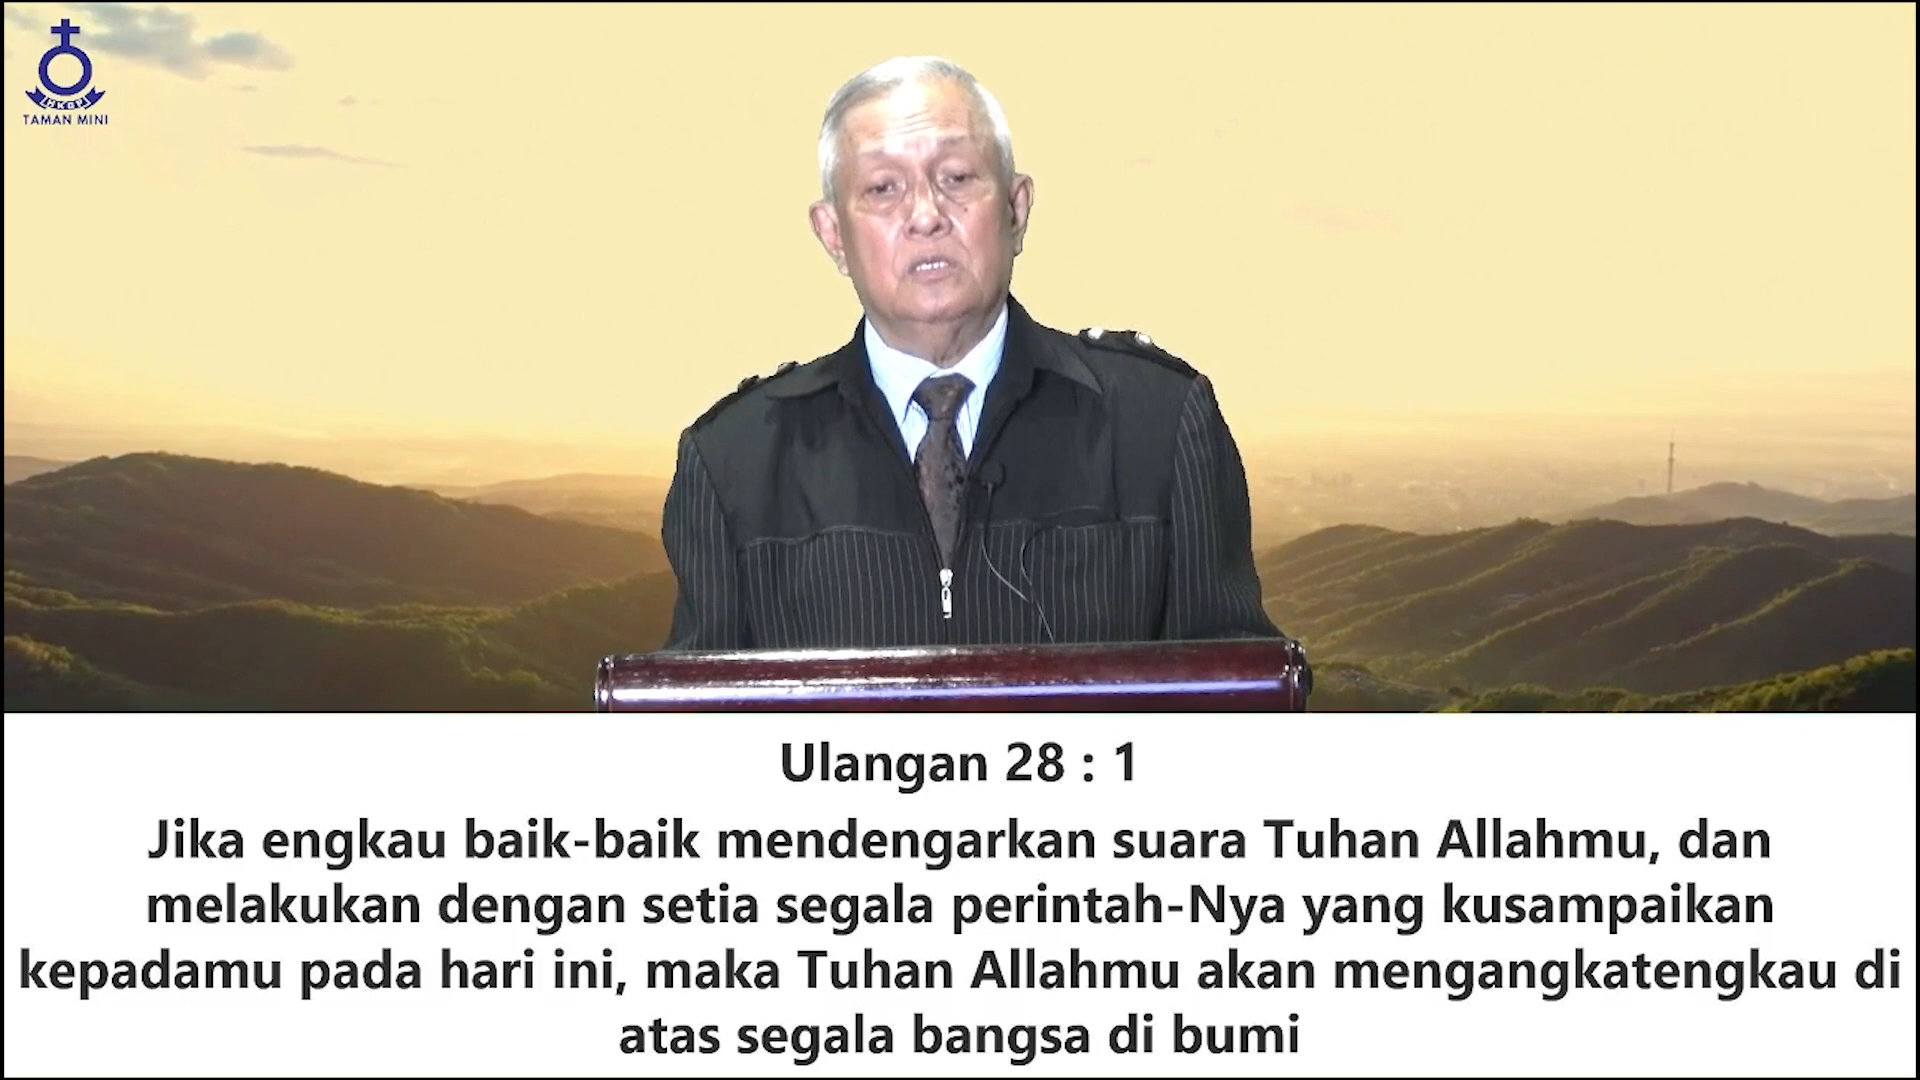 HKBP
TAMAN MINI
Ulangan 28 : 1
Jika engkau baik-baik mendengarkan suara Tuhan Allahmu, dan
melakukan dengan setia segala perintah-Nya yang kusampaikan
kepadamu pada hari ini, maka Tuhan Allahmu akan mengangkatengkau di
atas segala bangsa di bumi